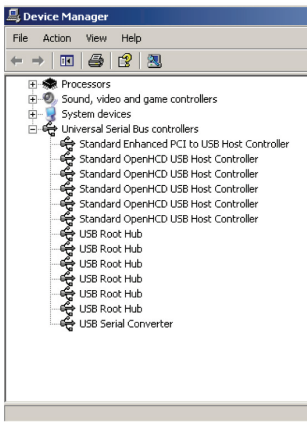 Device Manager
File Action View Help
Processors
Sound, video and game controllers
System devices
Universal Serial Bus controllers
Standard Enhanced PCI to USB Host Controller
Standard OpenHCD USB Host Controller
Standard OpenHCD USB Host Controller
Standard OpenHCD USB Host Controller
Standard OpenHCD USB Host Controller
Standard OpenHCD USB Host Controller
USB Root Hub
USB Root Hub
USB Root Hub
USB Root Hub
USB Root Hub
USB Root Hub
USB Serial Converter